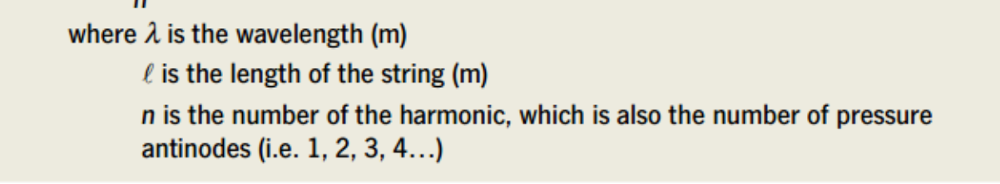 n
where λ is the wavelength (m)
ℓ is the length of the string (m)
n is the number of the harmonic, which is also the number of pressure
antinodes (i.e. 1, 2, 3, 4…)